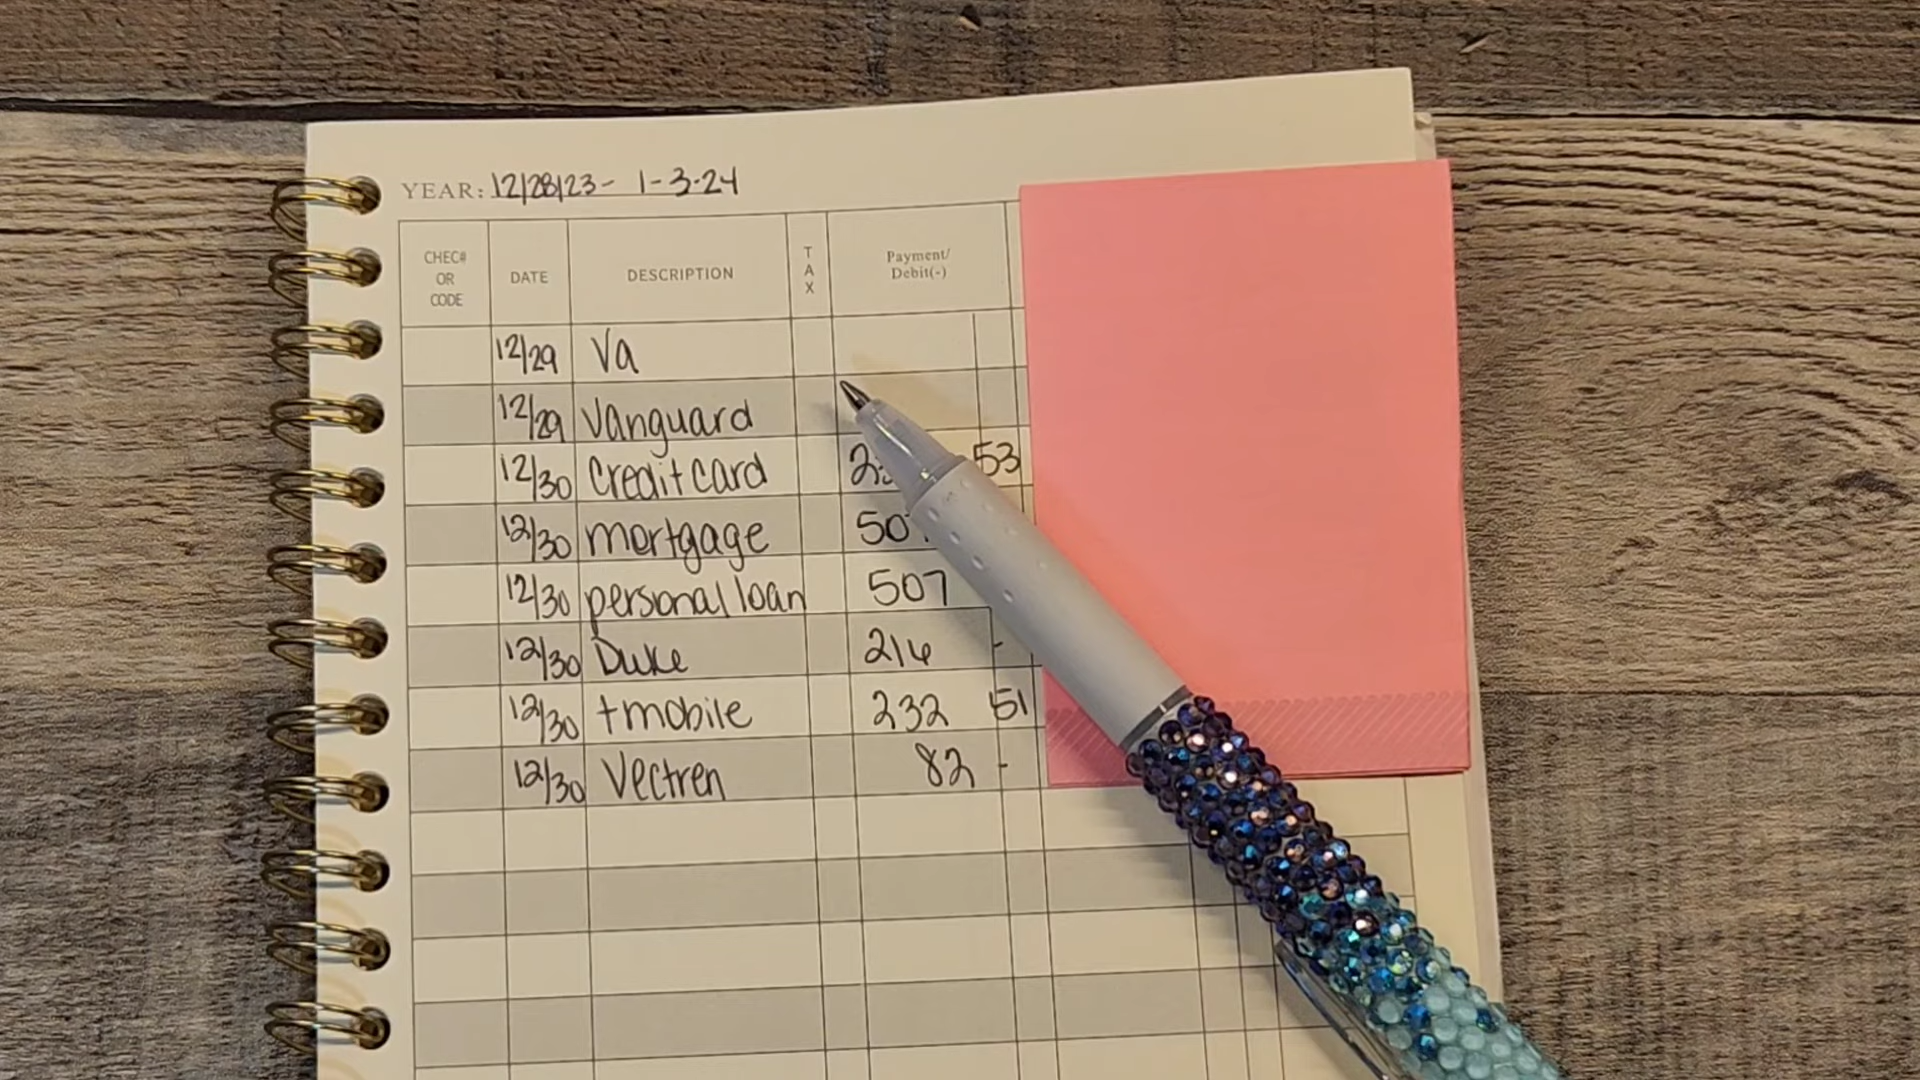 YEAR: 12/28/23- 1-3-24
CHEC# OR CODE DATE DESCRIPTION TAX Payment/ Debit(-)
12/29 Va
12/29 Vanguard
12/30 Credit Card 53
12/30 mortgage
12/30 personal loan 507
12/30 Duke 216 -
12/30 tmobile 232 51
12/30 Vectren 82 -